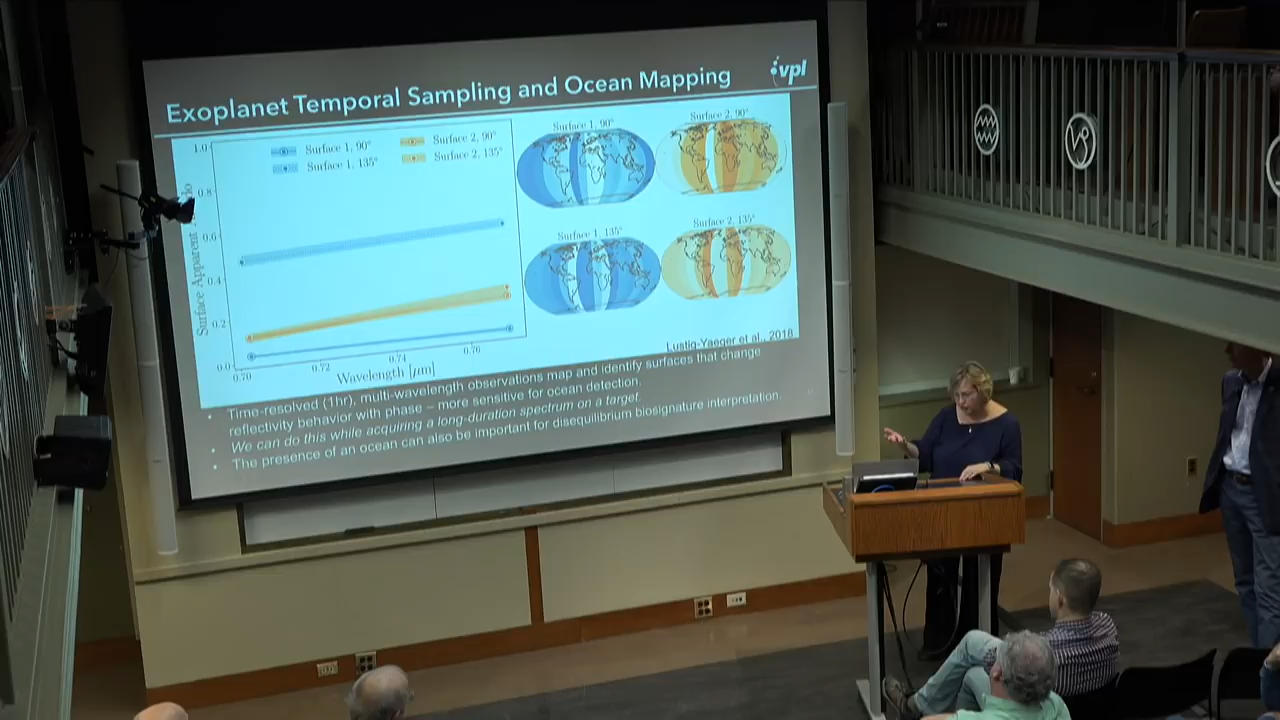 Exoplanet Temporal Sampling and Ocean Mapping
vpl
1.0
0.8
0.6
0.4
0.2
0.0
Surface Apparent
Surface 1, 90°
Surface 1, 135°
Surface 2, 90°
Surface 2, 135°
0.70
0.72
0.74
0.76
Wavelength [μm]
Surface 1, 90°
Surface 2, 90°
Surface 1, 135°
Surface 2, 135°
Lustig-Yaeger et al., 2018
• Time-resolved (1hr), multi-wavelength observations map and identify surfaces that change
reflectivity behavior with phase – more sensitive for ocean detection.
• We can do this while acquiring a long-duration spectrum on a target.
• The presence of an ocean can also be important for disequilibrium biosignature interpretation.